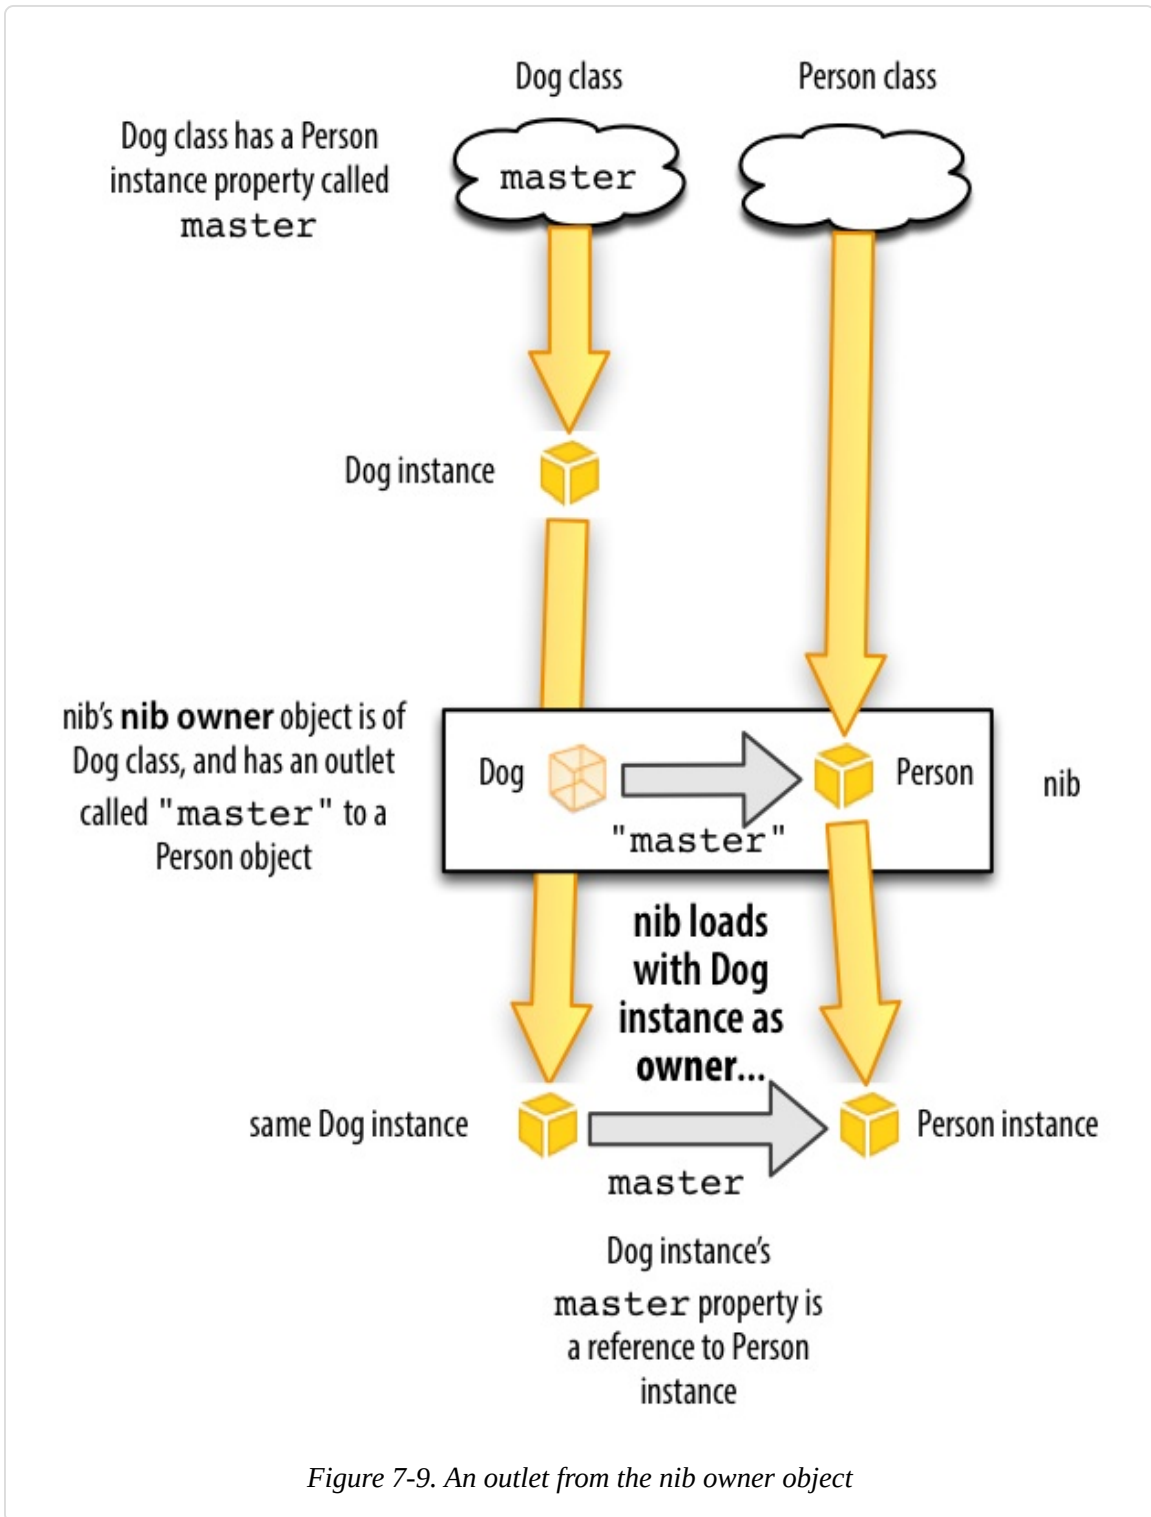 Dog class
Person class
Dog class has a Person
instance property called
master
master
Dog instance
nib's nib owner object is of
Dog class, and has an outlet
called "master" to a
Person object
Dog
"master"
Person
nib
nib loads
with Dog
instance as
owner...
same Dog instance
master
Person instance
Dog instance's
master property is
a reference to Person
instance
Figure 7-9. An outlet from the nib owner object